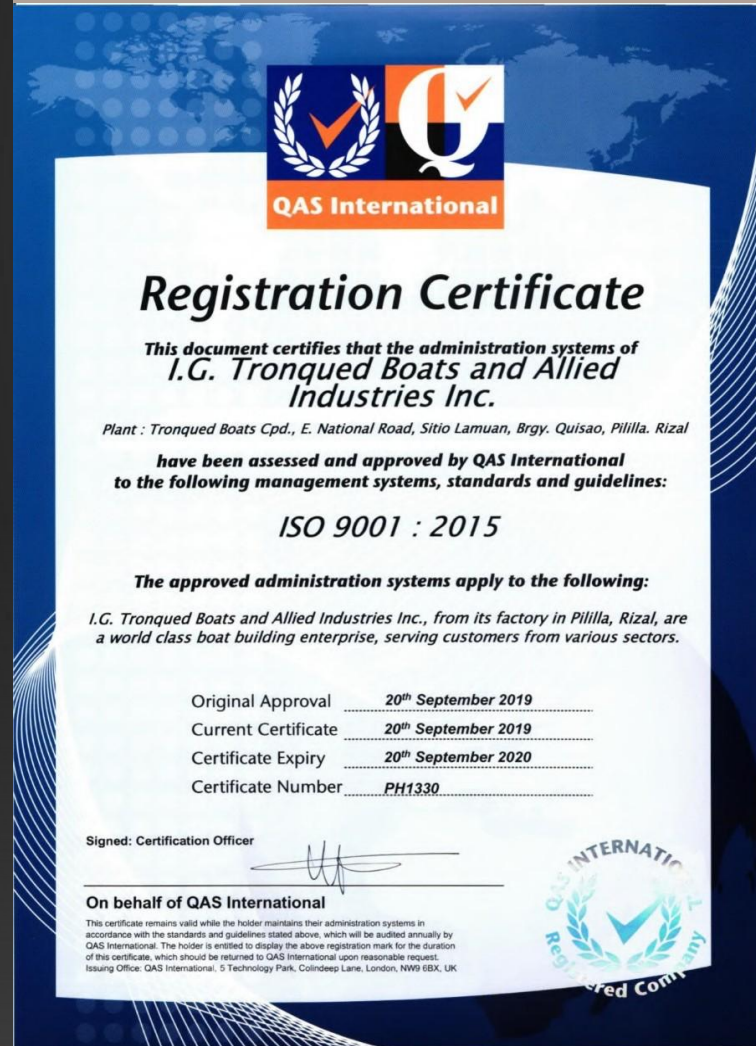 Q
QAS International
Registration Certificate
This document certifies that the administration systems of
I.G. Tronqued Boats and Allied
Industries Inc.
Plant : Tronqued Boats Cpd., E. National Road, Sitio Lamuan, Brgy. Quisao, Pililla. Rizal
have been assessed and approved by QAS International
to the following management systems, standards and guidelines:
ISO 9001 : 2015
The approved administration systems apply to the following:
I.G. Tronqued Boats and Allied Industries Inc., from its factory in Pililla, Rizal, are
a world class boat building enterprise, serving customers from various sectors.
Original Approval 20th September 2019
Current Certificate 20th September 2019
Certificate Expiry 20th September 2020
Certificate Number PH1330
Signed: Certification Officer
On behalf of QAS International
This certificate remains valid while the holder maintains their administration systems in
accordance with the standards and guidelines stated above, which will be audited annually by
QAS International. The holder is entitled to display the above registration mark for the duration
of this certificate, which should be returned to QAS International upon reasonable request.
Issuing Office: QAS International, 5 Technology Park, Colindeep Lane, London, NW9 6BX, UK
QAS INTERNATIONAL
Registered Company